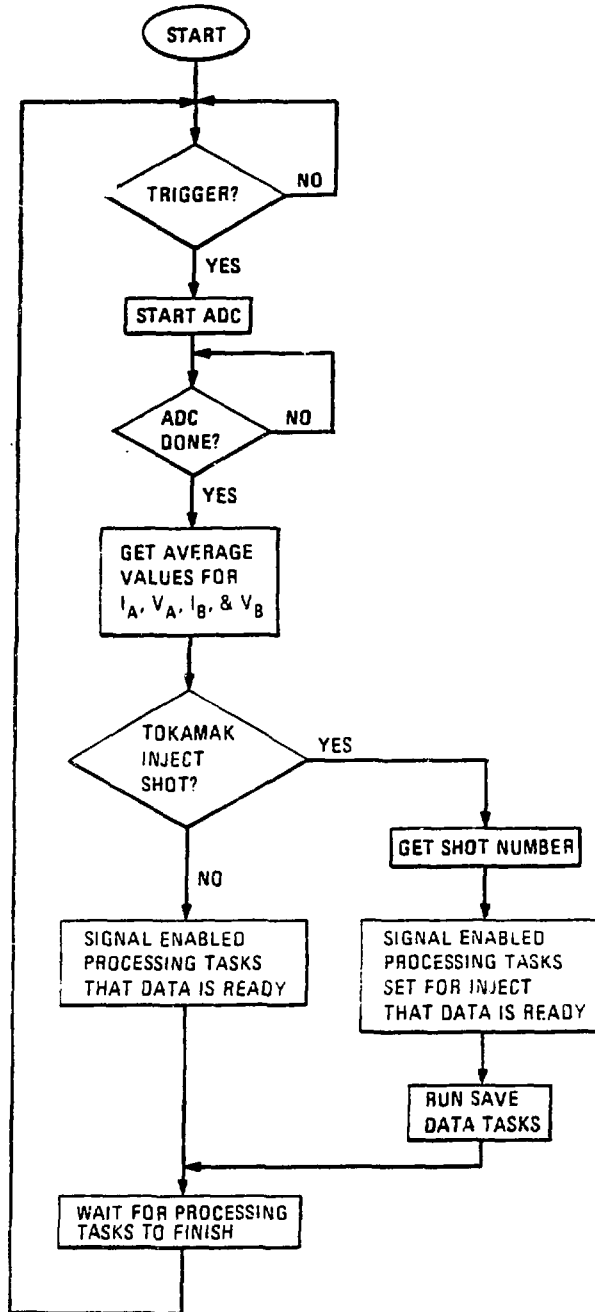 START
TRIGGER?
NO
YES
START ADC
ADC
DONE?
NO
YES
GET AVERAGE
VALUES FOR
I_A, V_A, I_B, & V_B
TOKAMAK
INJECT
SHOT?
YES
NO
GET SHOT NUMBER
SIGNAL ENABLED
PROCESSING TASKS
THAT DATA IS READY
SIGNAL ENABLED
PROCESSING TASKS
SET FOR INJECT
THAT DATA IS READY
RUN SAVE
DATA TASKS
WAIT FOR PROCESSING
TASKS TO FINISH